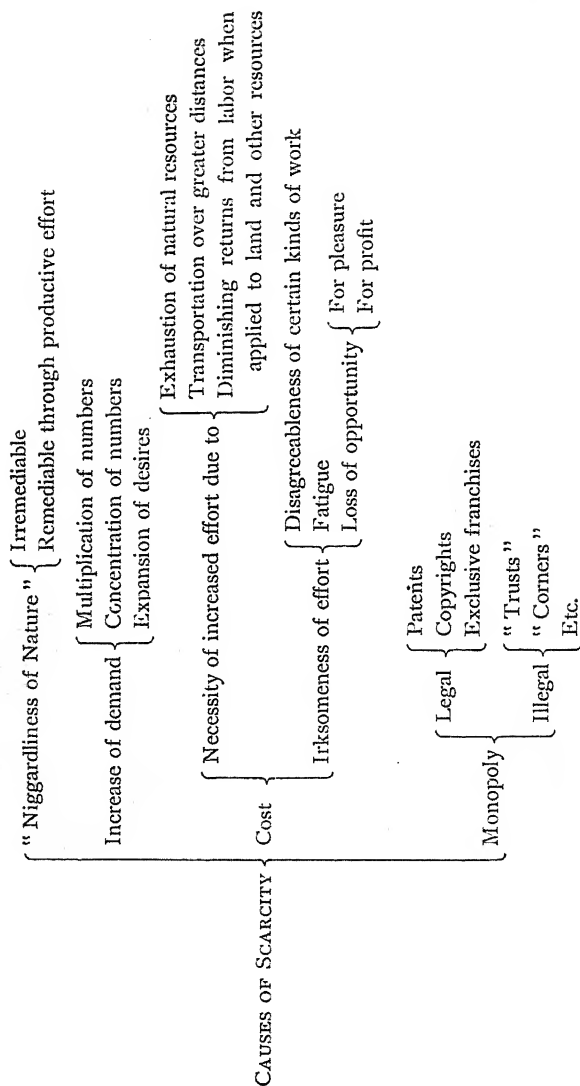 CAUSES OF SCARCITY
“ Niggardliness of Nature ”
Irremediable
Remediable through productive effort
Increase of demand
Multiplication of numbers
Concentration of numbers
Expansion of desires
Cost
Necessity of increased effort due to
Exhaustion of natural resources
Transportation over greater distances
Diminishing returns from labor when
applied to land and other resources
Irksomeness of effort
Disagreeableness of certain kinds of work
Fatigue
Loss of opportunity
For pleasure
For profit
Monopoly
Legal
Patents
Copyrights
Exclusive franchises
Illegal
“ Trusts ”
“ Corners ”
Etc.